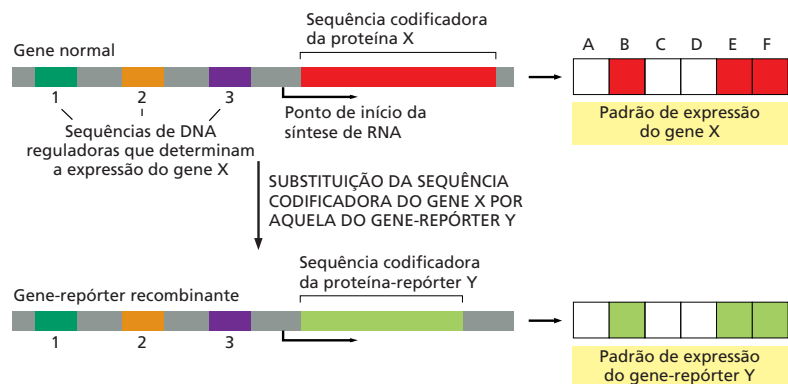 Sequência codificadora
da proteína X
Gene normal
A B C D E F
1 2 3
Sequências de DNA
reguladoras que determinam
a expressão do gene X
Ponto de início da
síntese de RNA
Padrão de expressão
do gene X
SUBSTITUIÇÃO DA SEQUÊNCIA
CODIFICADORA DO GENE X POR
AQUELA DO GENE-REPÓRTER Y
Sequência codificadora
da proteína-repórter Y
Gene-repórter recombinante
1 2 3
Padrão de expressão
do gene-repórter Y